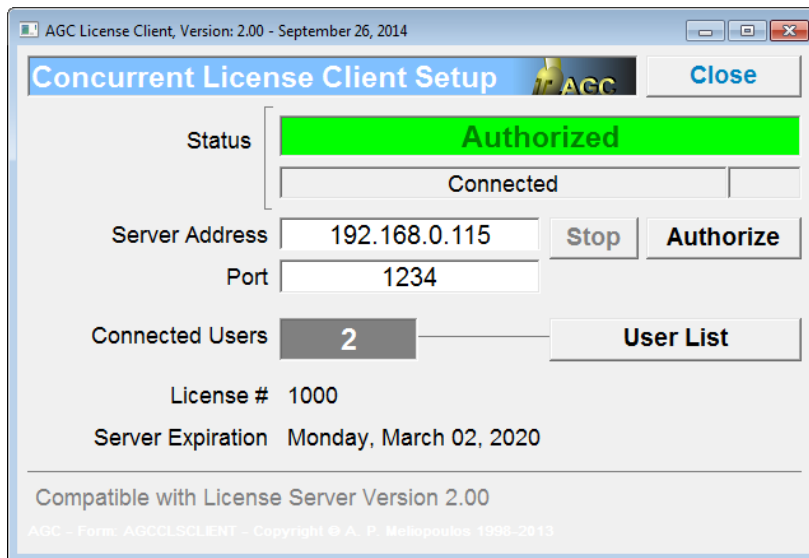 AGC License Client, Version: 2.00 - September 26, 2014
Concurrent License Client Setup AGC Close
Status Authorized
Connected
Server Address 192.168.0.115 Stop Authorize
Port 1234
Connected Users 2 User List
License # 1000
Server Expiration Monday, March 02, 2020
Compatible with License Server Version 2.00
AGC - Form: AGCCLSCLIENT - Copyright © A. P. Meliopoulos 1998-2013